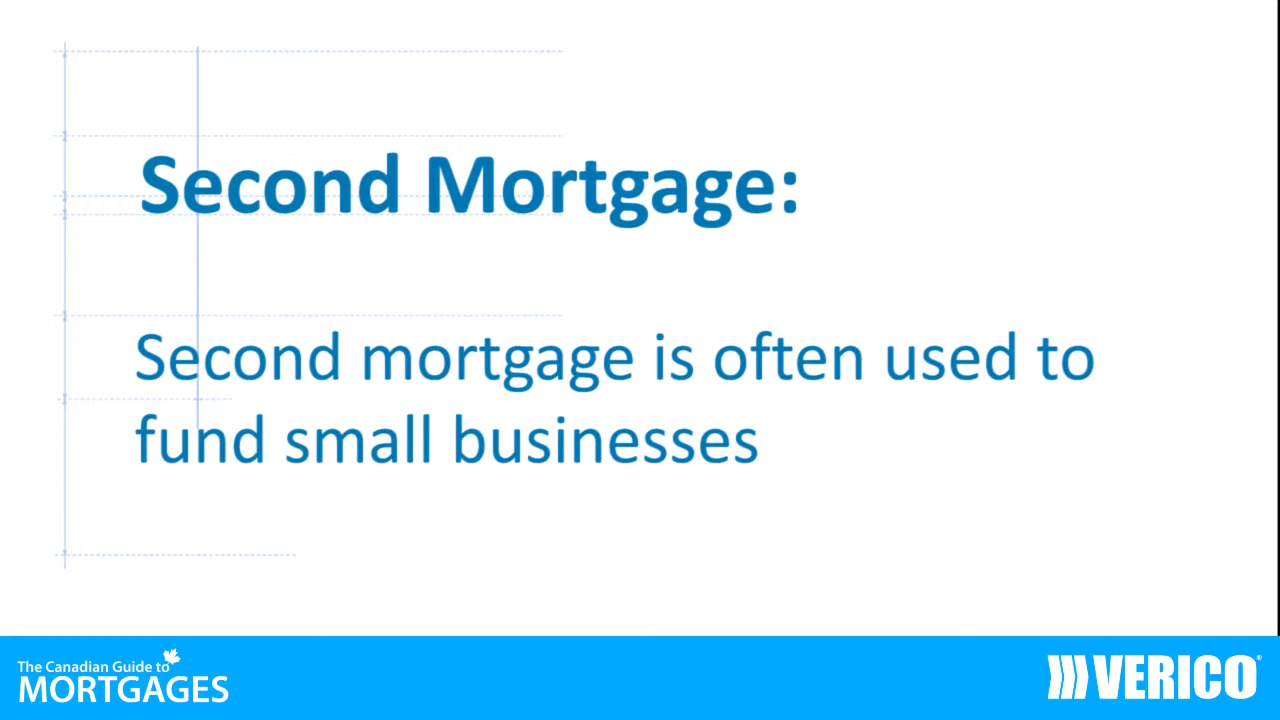 Second Mortgage:
Second mortgage is often used to
fund small businesses
The Canadian Guide to
MORTGAGES
VERICO®